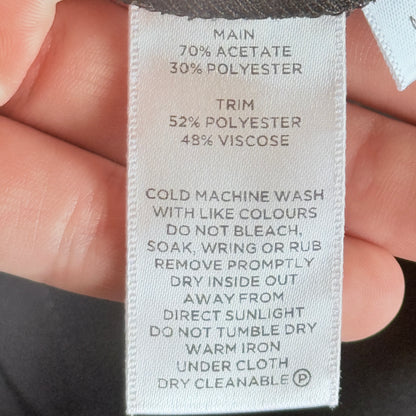 MAIN
70% ACETATE
30% POLYESTER
TRIM
52% POLYESTER
48% VISCOSE
COLD MACHINE WASH
WITH LIKE COLOURS
DO NOT BLEACH,
SOAK, WRING OR RUB
REMOVE PROMPTLY
DRY INSIDE OUT
AWAY FROM
DIRECT SUNLIGHT
DO NOT TUMBLE DRY
WARM IRON
UNDER CLOTH
DRY CLEANABLE Ⓟ